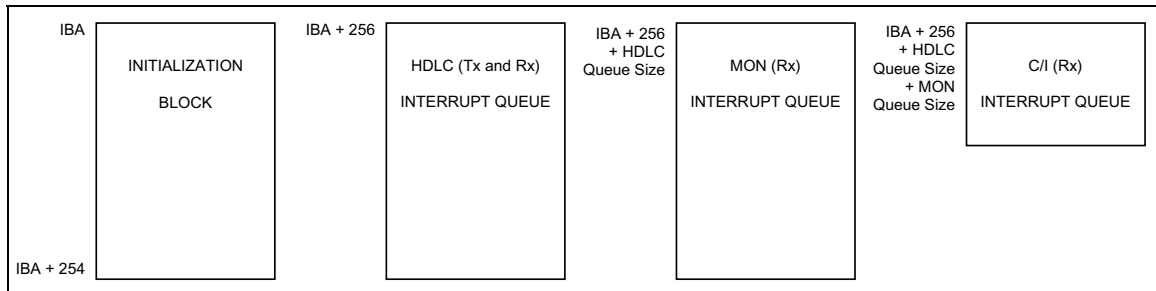 IBA
INITIALIZATION
BLOCK
IBA + 254
IBA + 256
HDLC (Tx and Rx)
INTERRUPT QUEUE
IBA + 256
+ HDLC
Queue Size
MON (Rx)
INTERRUPT QUEUE
IBA + 256
+ HDLC
Queue Size
+ MON
Queue Size
C/I (Rx)
INTERRUPT QUEUE